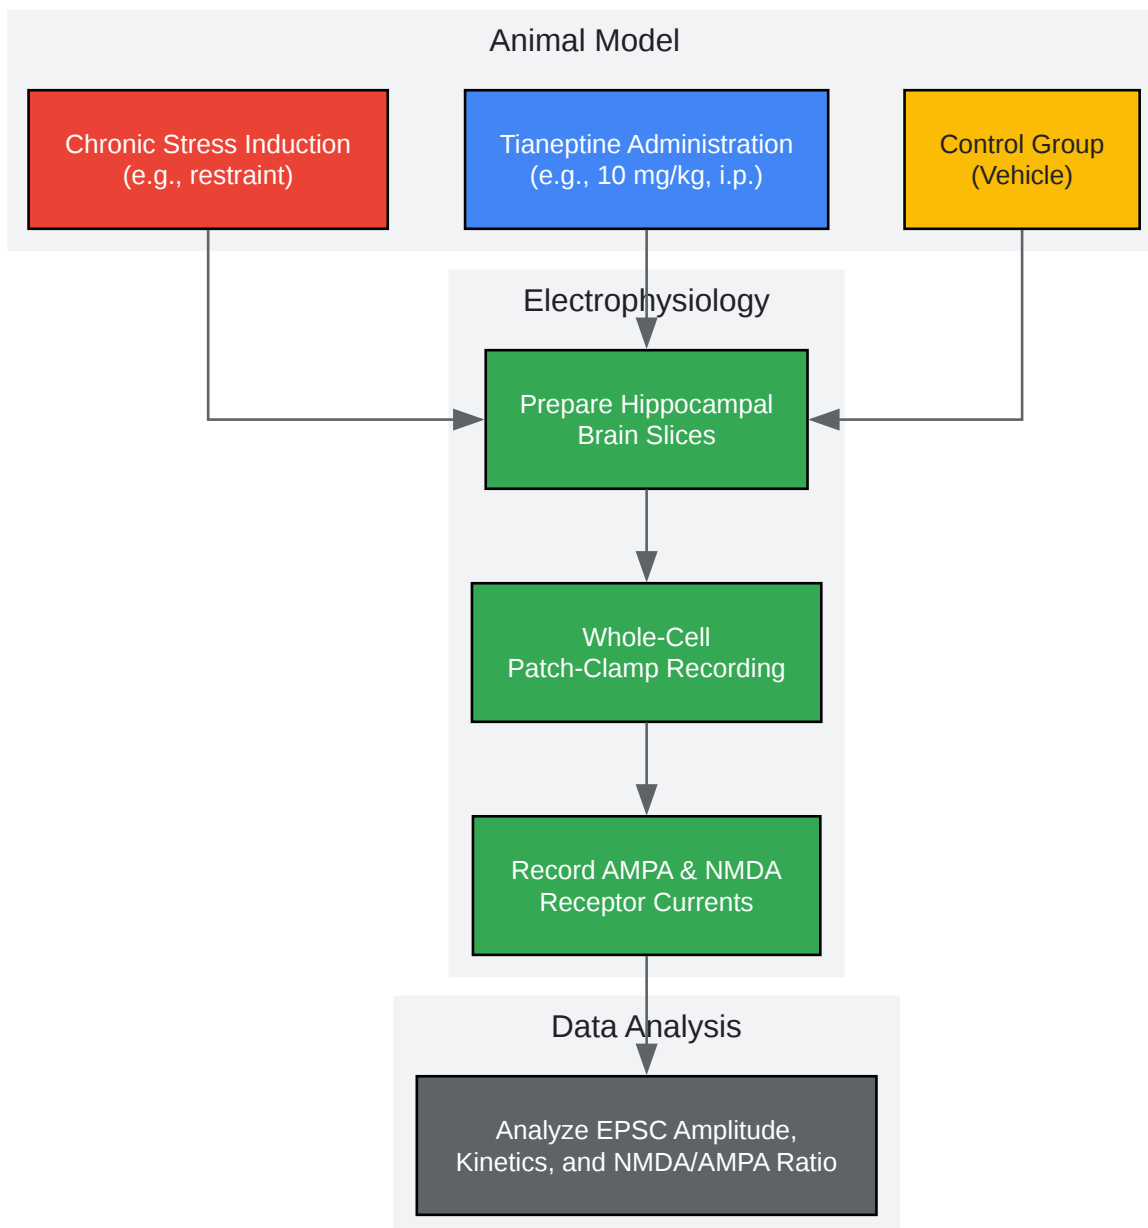 Animal Model
Chronic Stress Induction
(e.g., restraint)
Tianeptine Administration
(e.g., 10 mg/kg, i.p.)
Control Group
(Vehicle)
Electrophysiology
Prepare Hippocampal
Brain Slices
Whole-Cell
Patch-Clamp Recording
Record AMPA & NMDA
Receptor Currents
Data Analysis
Analyze EPSC Amplitude,
Kinetics, and NMDA/AMPA Ratio